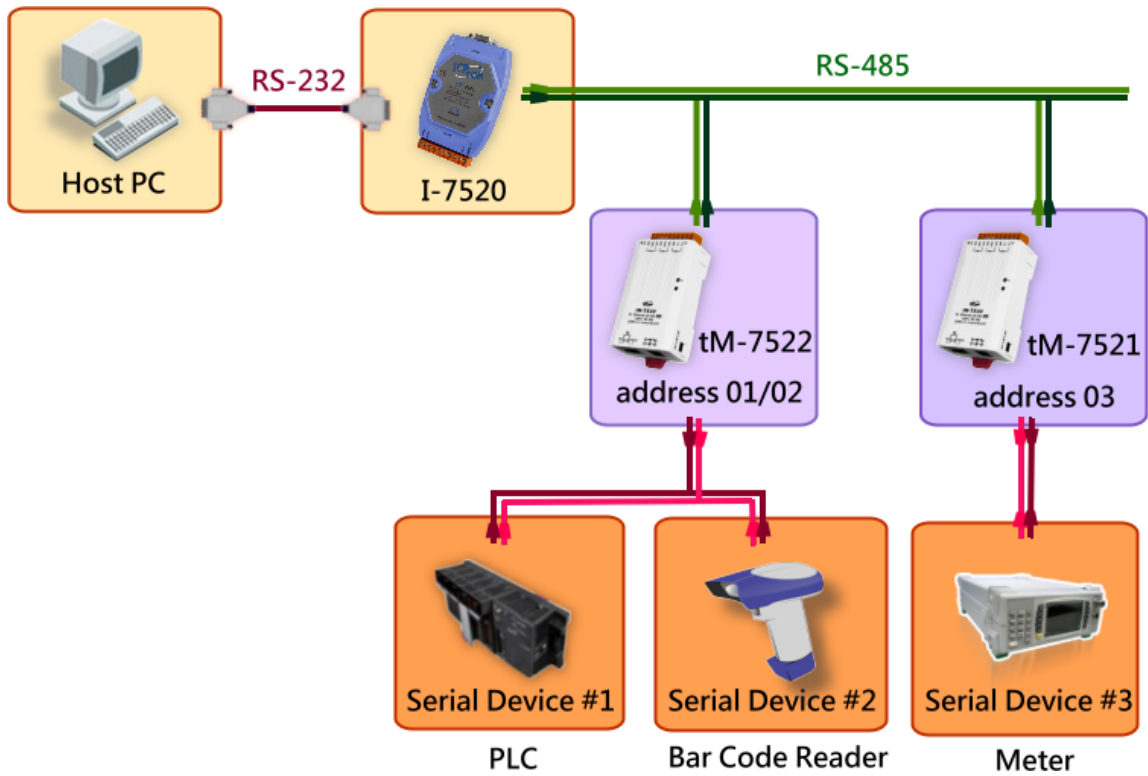 RS-232
RS-485
Host PC
I-7520
tM-7522
address 01/02
tM-7521
address 03
Serial Device #1
Serial Device #2
Serial Device #3
PLC
Bar Code Reader
Meter